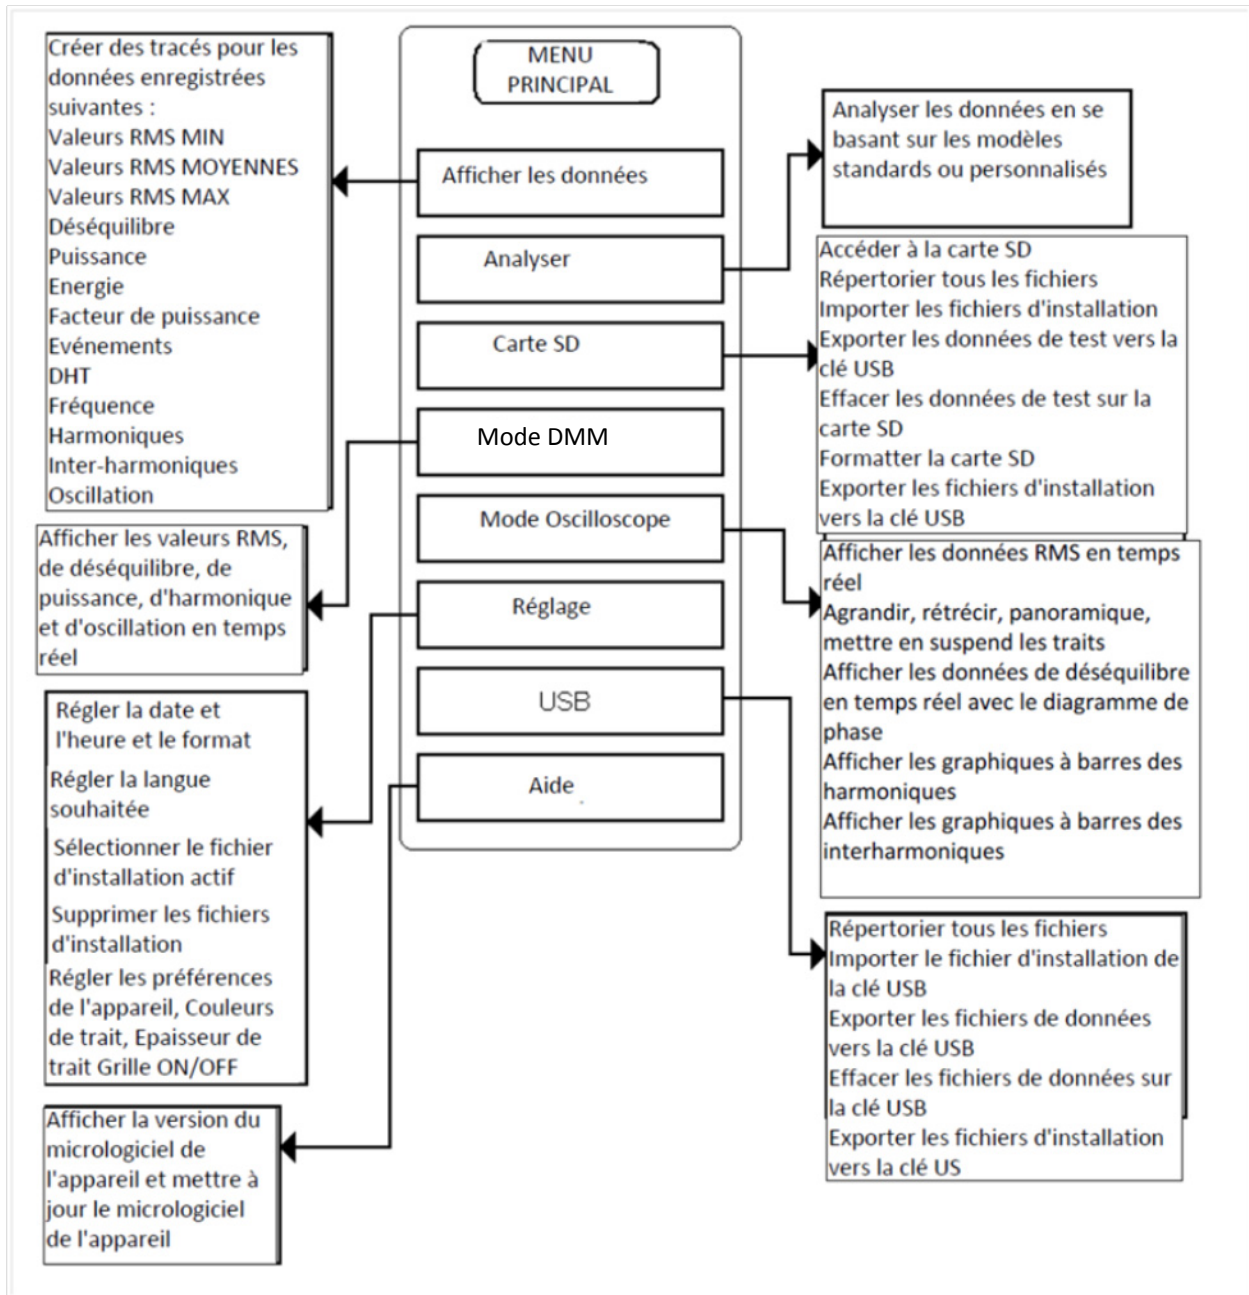 MENU
PRINCIPAL
Afficher les données
Analyser
Carte SD
Mode DMM
Mode Oscilloscope
Réglage
USB
Aide
Créer des tracés pour les
données enregistrées
suivantes :
Valeurs RMS MIN
Valeurs RMS MOYENNES
Valeurs RMS MAX
Déséquilibre
Puissance
Energie
Facteur de puissance
Evénements
DHT
Fréquence
Harmoniques
Inter-harmoniques
Oscillation
Afficher les valeurs RMS,
de déséquilibre, de
puissance, d'harmonique
et d'oscillation en temps
réel
Régler la date et
l'heure et le format
Régler la langue
souhaitée
Sélectionner le fichier
d'installation actif
Supprimer les fichiers
d'installation
Régler les préférences
de l'appareil, Couleurs
de trait, Epaisseur de
trait Grille ON/OFF
Afficher la version du
micrologiciel de
l'appareil et mettre à
jour le micrologiciel
de l'appareil
Analyser les données en se
basant sur les modèles
standards ou personnalisés
Accéder à la carte SD
Répertorier tous les fichiers
Importer les fichiers d'installation
Exporter les données de test vers la
clé USB
Effacer les données de test sur la
carte SD
Formatter la carte SD
Exporter les fichiers d'installation
vers la clé USB
Afficher les données RMS en temps
réel
Agrandir, rétrécir, panoramique,
mettre en suspend les traits
Afficher les données de déséquilibre
en temps réel avec le diagramme de
phase
Afficher les graphiques à barres des
harmoniques
Afficher les graphiques à barres des
interharmoniques
Répertorier tous les fichiers
Importer le fichier d'installation de
la clé USB
Exporter les fichiers de données
vers la clé USB
Effacer les fichiers de données sur
la clé USB
Exporter les fichiers d'installation
vers la clé US